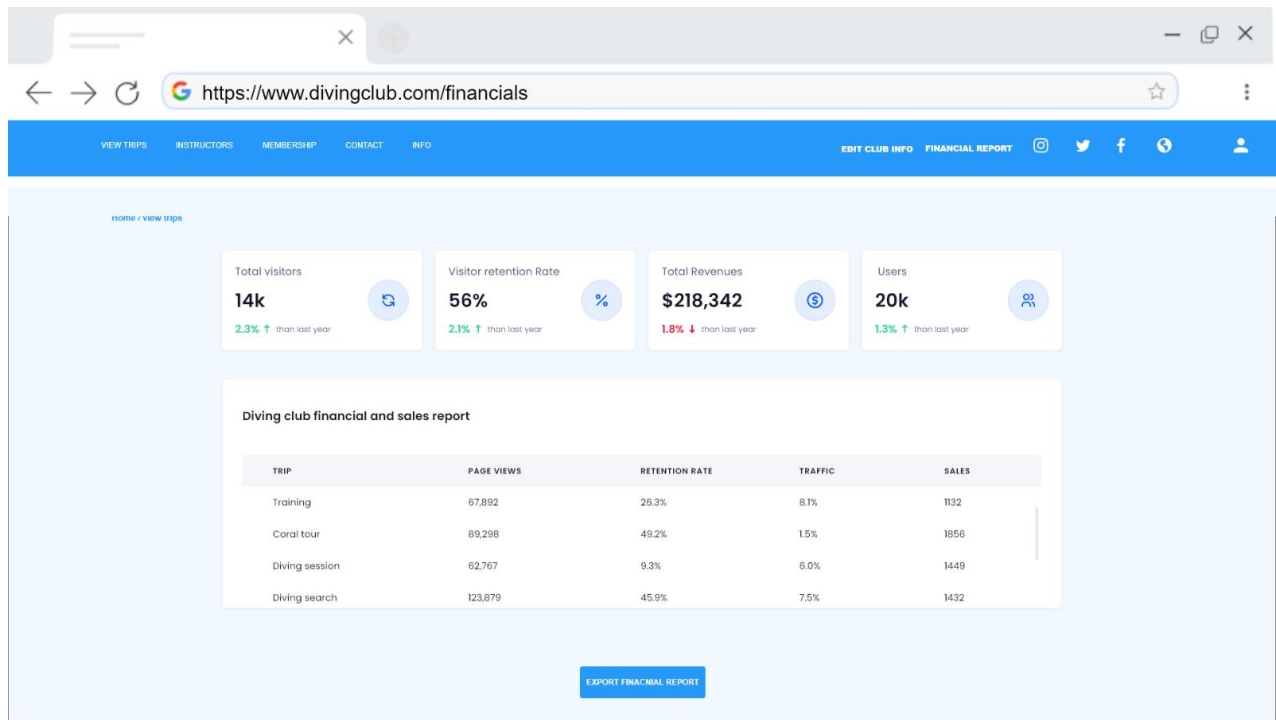 https://www.divingclub.com/financials
VIEW TRIPS INSTRUCTORS MEMBERSHIP CONTACT INFO EDIT CLUB INFO FINANCIAL REPORT
Home / View trips
Total visitors Visitor retention Rate Total Revenues Users
14k 56% $218,342 20k
2.3% ↑ than last year 2.1% ↑ than last year 1.8% ↓ than last year 1.3% ↑ than last year
Diving club financial and sales report
TRIP PAGE VIEWS RETENTION RATE TRAFFIC SALES
Training 67,892 26.3% 8.1% 1132
Coral tour 89,298 49.2% 1.5% 1856
Diving session 62,767 9.3% 6.0% 1449
Diving search 123,879 45.9% 7.5% 1432
EXPORT FINACNIAL REPORT